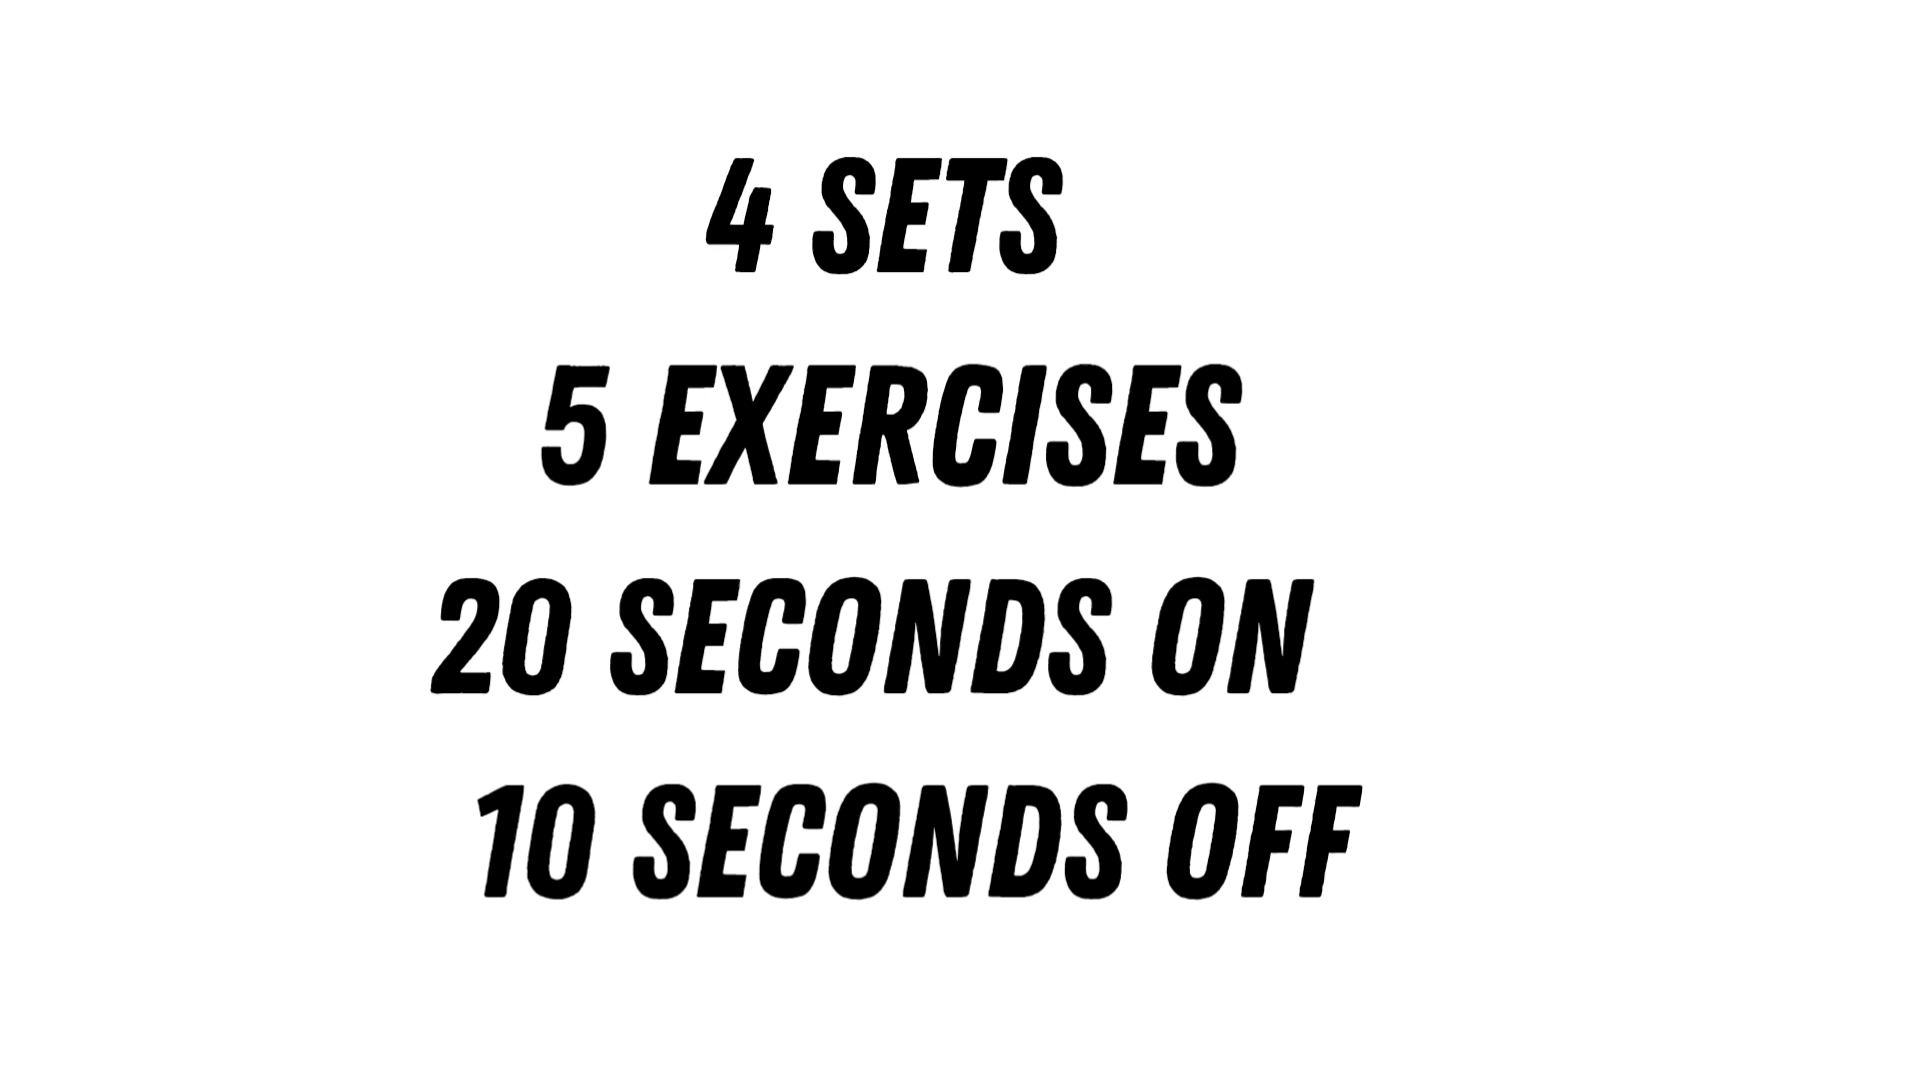 4 SETS
5 EXERCISES
20 SECONDS ON
10 SECONDS OFF